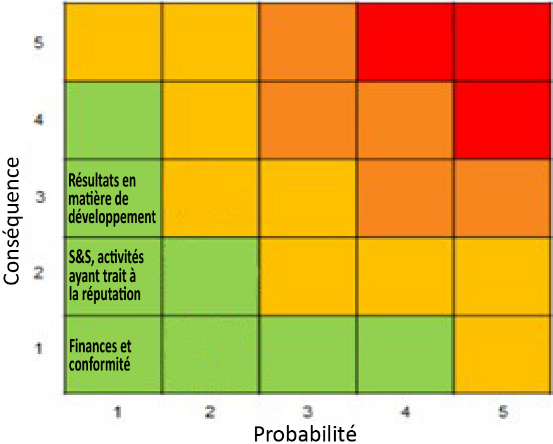 5
4
Conséquence
Résultats en
matière de
développement
3
S&S, activités
ayant trait à
la réputation
2
Finances et
conformité
1
1 2 3 4 5
Probabilité